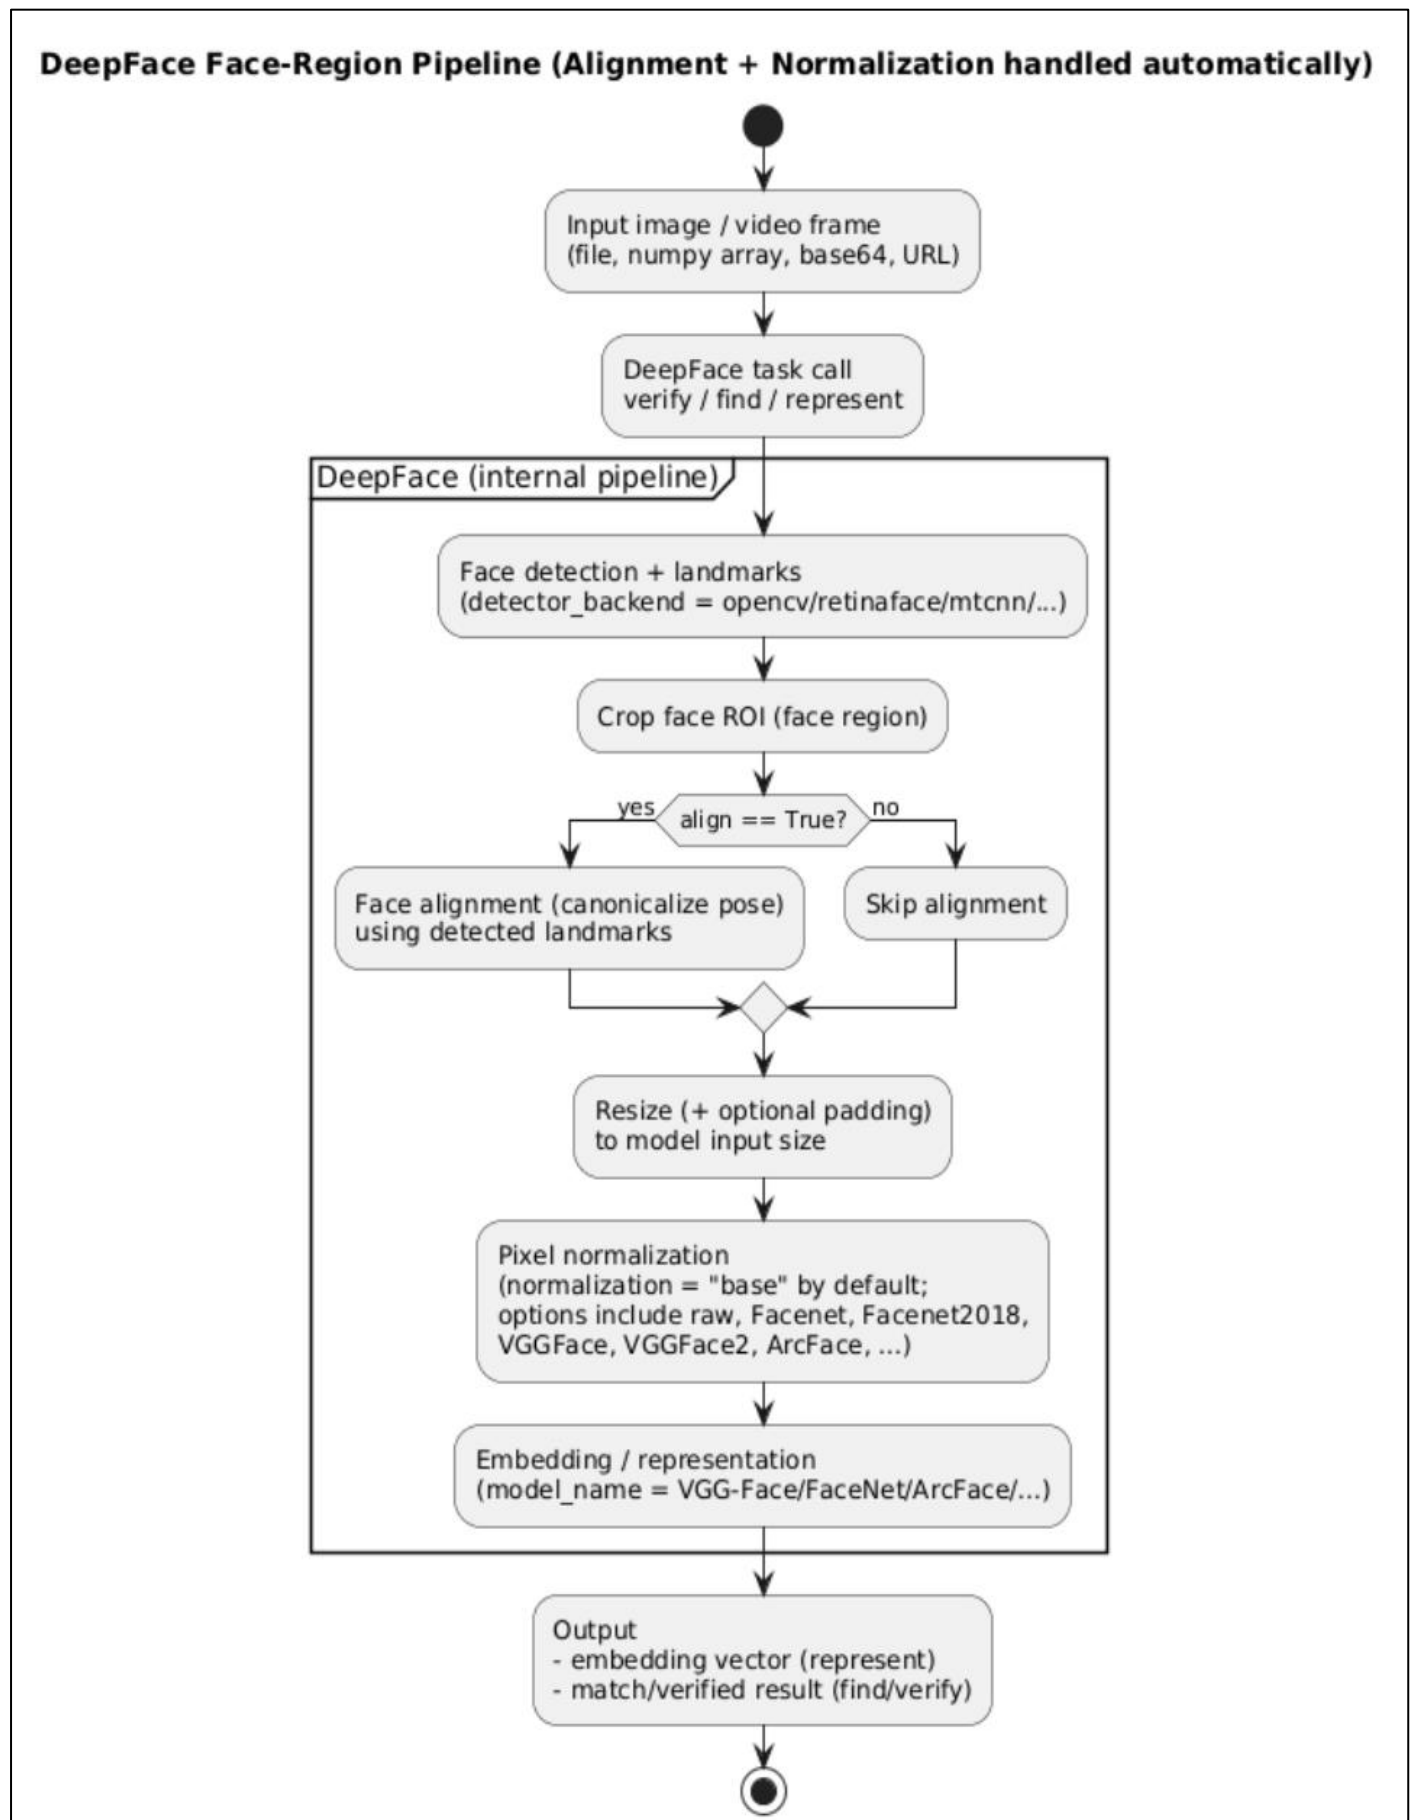 DeepFace Face-Region Pipeline (Alignment + Normalization handled automatically)
Input image / video frame
(file, numpy array, base64, URL)
DeepFace task call
verify / find / represent
DeepFace (internal pipeline)
Face detection + landmarks
(detector_backend = opencv/retinaface/mtcnn/...)
Crop face ROI (face region)
yes
align == True?
no
Face alignment (canonicalize pose)
using detected landmarks
Skip alignment
Resize (+ optional padding)
to model input size
Pixel normalization
(normalization = "base" by default;
options include raw, Facenet, Facenet2018,
VGGFace, VGGFace2, ArcFace, ...)
Embedding / representation
(model_name = VGG-Face/FaceNet/ArcFace/...)
Output
- embedding vector (represent)
- match/verified result (find/verify)